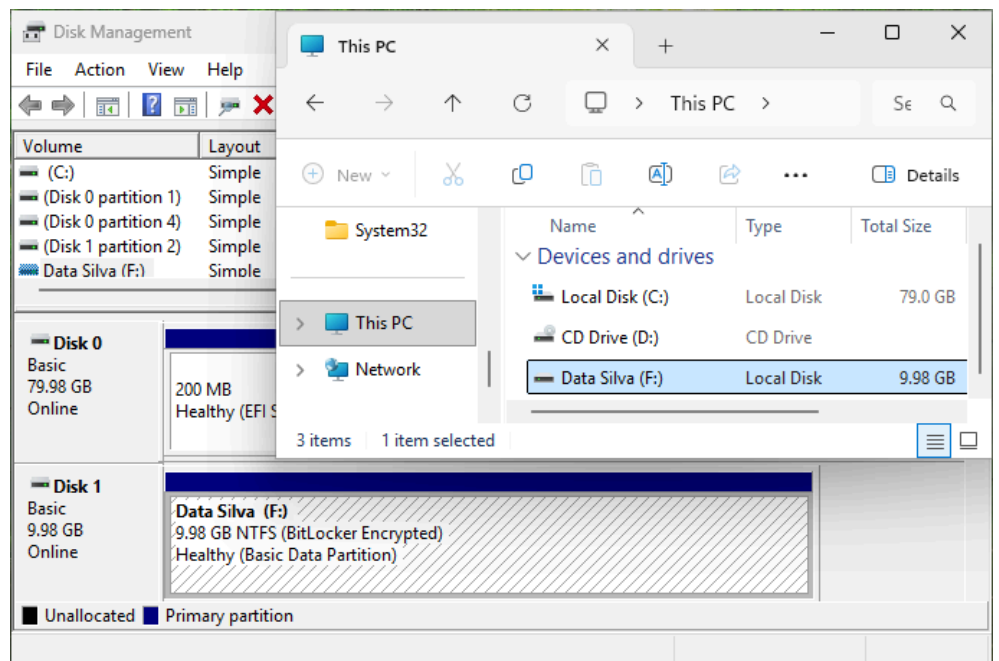 Disk Management
File Action View Help
Volume Layout
(C:) Simple
(Disk 0 partition 1) Simple
(Disk 0 partition 4) Simple
(Disk 1 partition 2) Simple
Data Silva (F:) Simple
Disk 0
Basic
79.98 GB
Online
200 MB
Healthy (EFI S
This PC
This PC
Se
New
Details
System32
This PC
Network
Name Type Total Size
Devices and drives
Local Disk (C:) Local Disk 79.0 GB
CD Drive (D:) CD Drive
Data Silva (F:) Local Disk 9.98 GB
3 items 1 item selected
Disk 1
Basic
9.98 GB
Online
Data Silva (F:)
9.98 GB NTFS (BitLocker Encrypted)
Healthy (Basic Data Partition)
Unallocated Primary partition